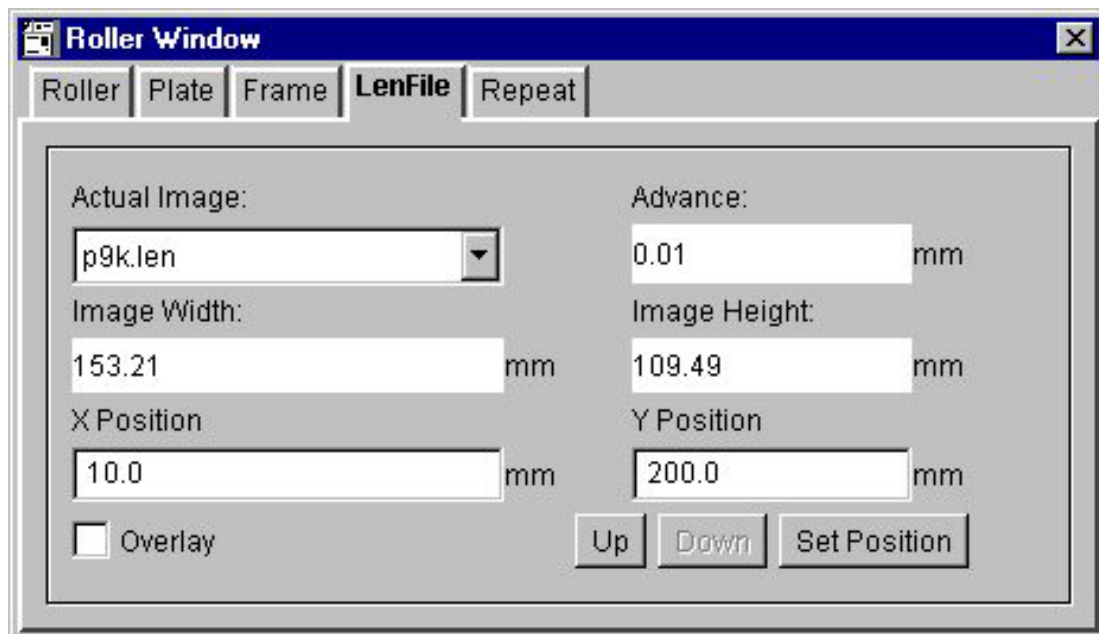 Roller Window
Roller Plate Frame LenFile Repeat
Actual Image: Advance:
p9k.len 0.01 mm
Image Width: Image Height:
153.21 mm 109.49 mm
X Position Y Position
10.0 mm 200.0 mm
Overlay Up Down Set Position